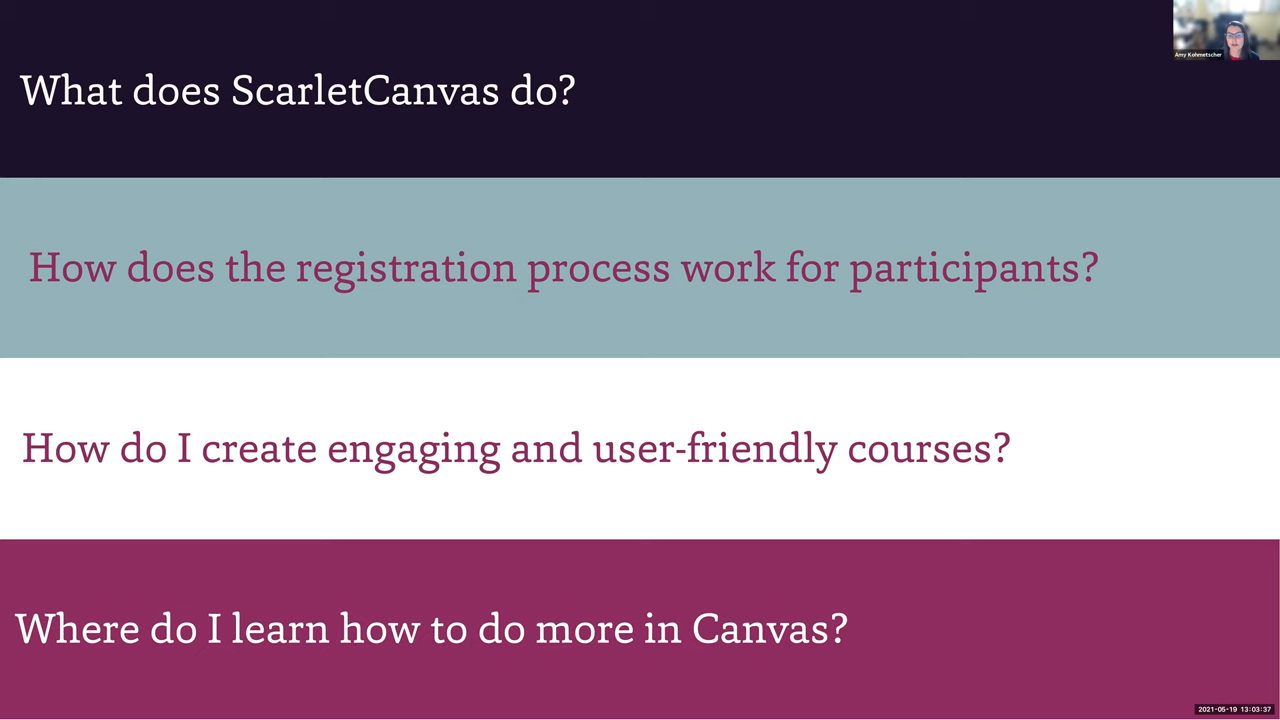 What does ScarletCanvas do?
Amy Kohmetscher
How does the registration process work for participants?
How do I create engaging and user-friendly courses?
Where do I learn how to do more in Canvas?
2021-05-19 13:03:37